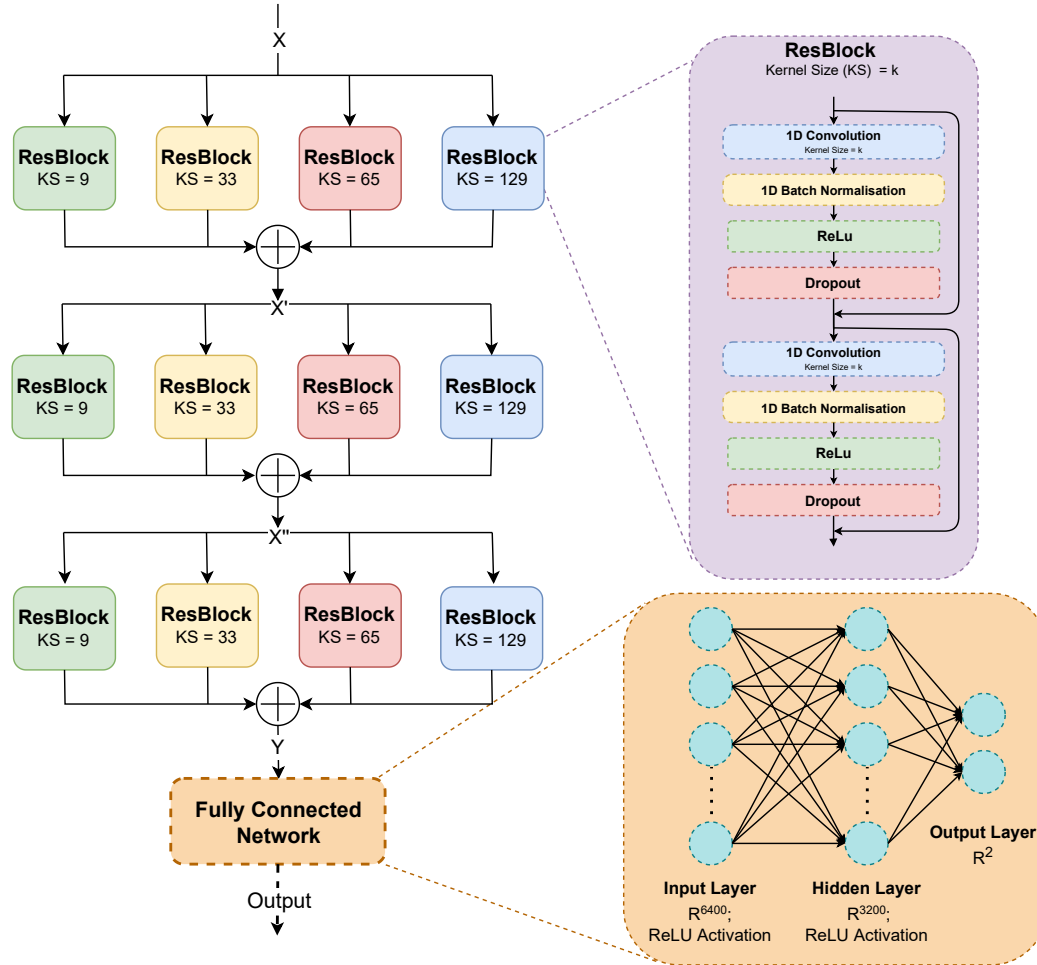 X
ResBlock
KS = 9
ResBlock
KS = 33
ResBlock
KS = 65
ResBlock
KS = 129
X'
ResBlock
KS = 9
ResBlock
KS = 33
ResBlock
KS = 65
ResBlock
KS = 129
X"
ResBlock
KS = 9
ResBlock
KS = 33
ResBlock
KS = 65
ResBlock
KS = 129
Y
Fully Connected
Network
Output
ResBlock
Kernel Size (KS) = k
1D Convolution
Kernel Size = k
1D Batch Normalisation
ReLu
Dropout
1D Convolution
Kernel Size = k
1D Batch Normalisation
ReLu
Dropout
Input Layer
R^6400;
ReLU Activation
Hidden Layer
R^3200;
ReLU Activation
Output Layer
R^2